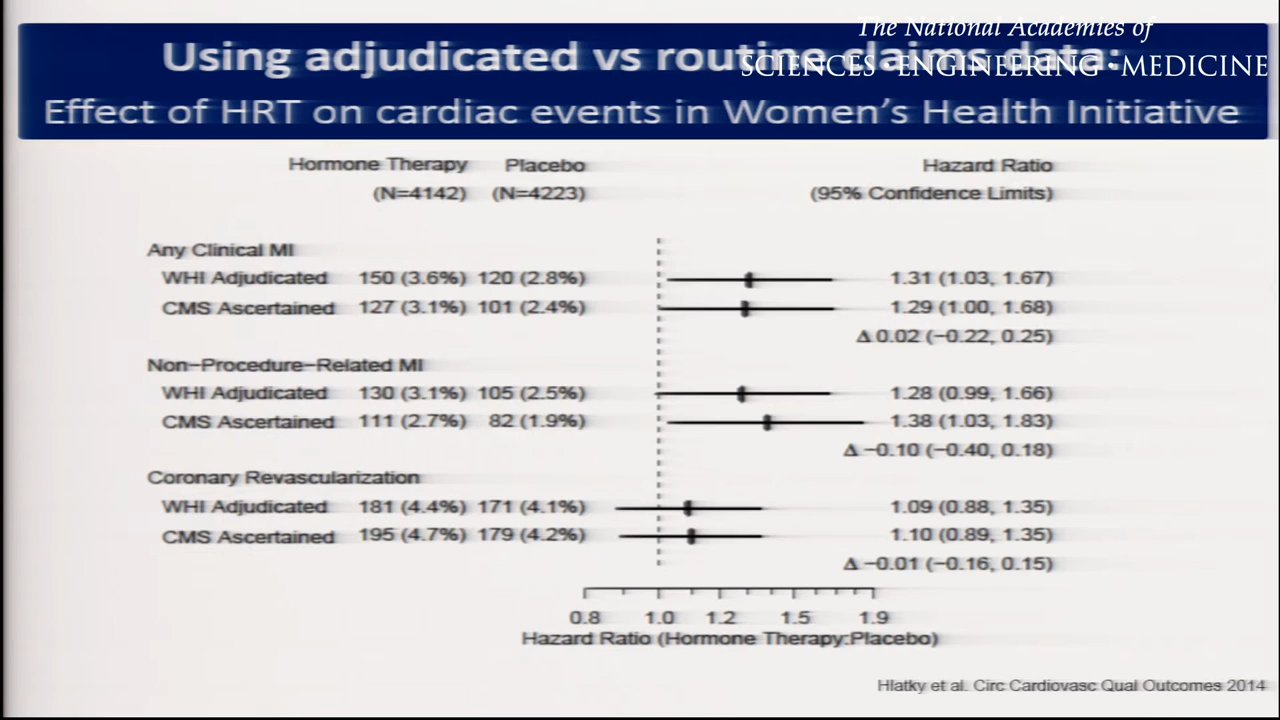 The National Academies of
SCIENCES · ENGINEERING · MEDICINE
Using adjudicated vs routine claims data:
Effect of HRT on cardiac events in Women's Health Initiative
Hormone Therapy Placebo Hazard Ratio
(N=4142) (N=4223) (95% Confidence Limits)
Any Clinical MI
WHI Adjudicated 150 (3.6%) 120 (2.8%) 1.31 (1.03, 1.67)
CMS Ascertained 127 (3.1%) 101 (2.4%) 1.29 (1.00, 1.68)
Δ 0.02 (−0.22, 0.25)
Non−Procedure−Related MI
WHI Adjudicated 130 (3.1%) 105 (2.5%) 1.28 (0.99, 1.66)
CMS Ascertained 111 (2.7%) 82 (1.9%) 1.38 (1.03, 1.83)
Δ −0.10 (−0.40, 0.18)
Coronary Revascularization
WHI Adjudicated 181 (4.4%) 171 (4.1%) 1.09 (0.88, 1.35)
CMS Ascertained 195 (4.7%) 179 (4.2%) 1.10 (0.89, 1.35)
Δ −0.01 (−0.16, 0.15)
0.8 1.0 1.2 1.5 1.9
Hazard Ratio (Hormone Therapy:Placebo)
Hlatky et al. Circ Cardiovasc Qual Outcomes 2014